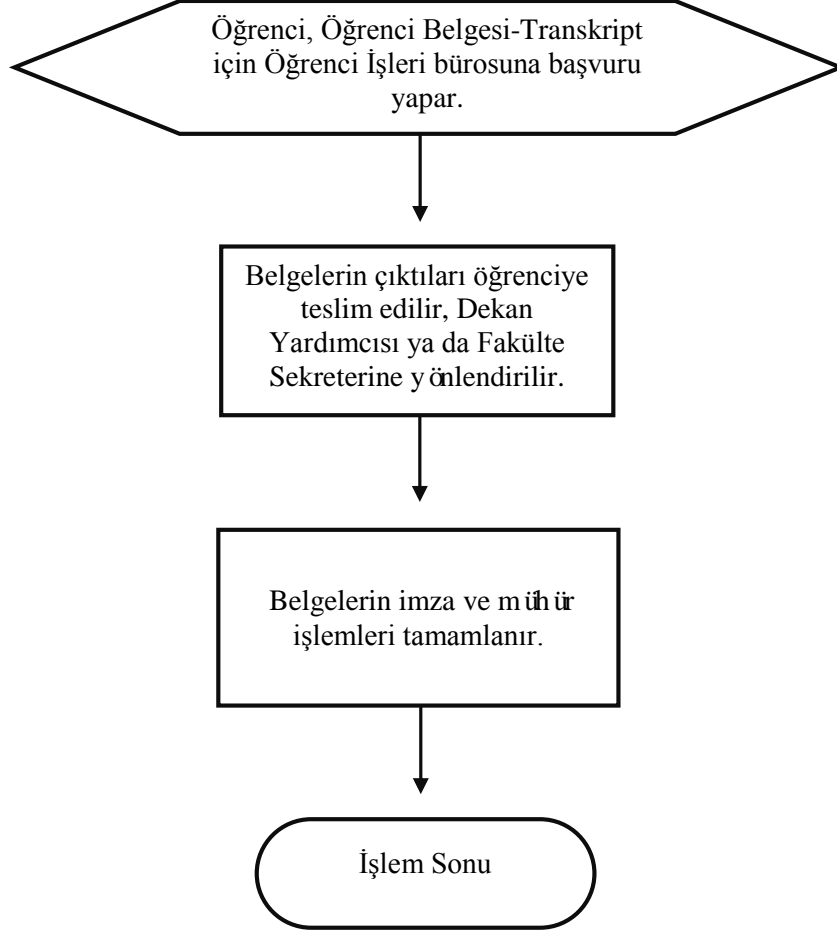 Öğrenci, Öğrenci Belgesi-Transkript
için Öğrenci İşleri bürosuna başvuru
yapar.
Belgelerin çıktıları öğrenciye
teslim edilir, Dekan
Yardımcısı ya da Fakülte
Sekreterine yönlendirilir.
Belgelerin imza ve mühür
işlemleri tamamlanır.
İşlem Sonu